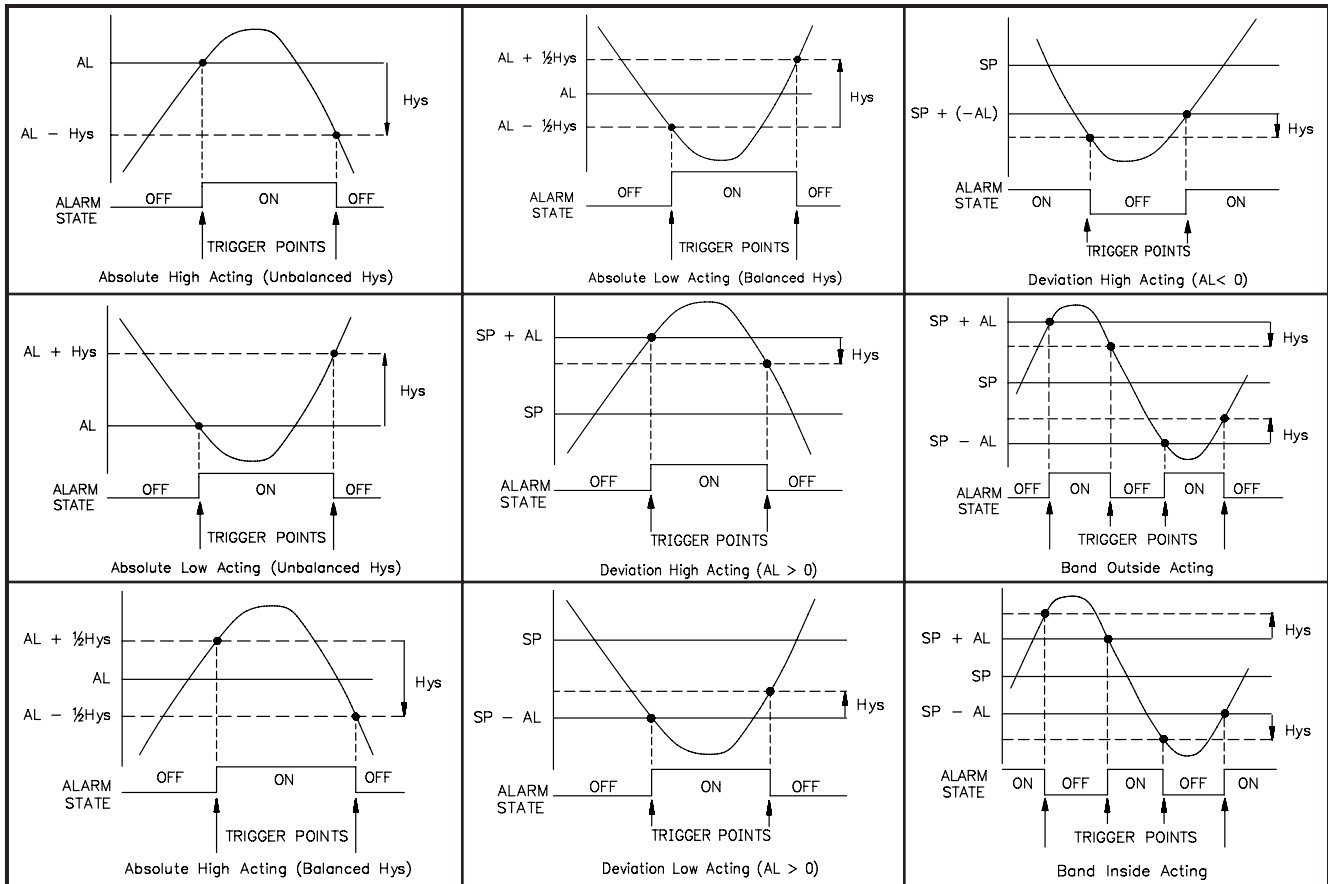 AL
AL - Hys
Hys
OFF
ON
OFF
ALARM
STATE
TRIGGER POINTS
Absolute High Acting (Unbalanced Hys)
AL + ½Hys
AL
AL - ½Hys
Hys
OFF
ON
OFF
ALARM
STATE
TRIGGER POINTS
Absolute Low Acting (Balanced Hys)
SP
SP + (-AL)
Hys
ALARM
STATE
ON
OFF
ON
TRIGGER POINTS
Deviation High Acting (AL< 0)
AL + Hys
AL
Hys
OFF
ON
OFF
ALARM
STATE
TRIGGER POINTS
Absolute Low Acting (Unbalanced Hys)
SP + AL
SP
Hys
OFF
ON
OFF
ALARM
STATE
TRIGGER POINTS
Deviation High Acting (AL > 0)
SP + AL
Hys
SP
SP - AL
Hys
ALARM
STATE
OFF
ON
OFF
ON
OFF
TRIGGER POINTS
Band Outside Acting
AL + ½Hys
AL
AL - ½Hys
Hys
OFF
ON
OFF
ALARM
STATE
TRIGGER POINTS
Absolute High Acting (Balanced Hys)
SP
SP - AL
Hys
OFF
ON
OFF
ALARM
STATE
TRIGGER POINTS
Deviation Low Acting (AL > 0)
Hys
SP + AL
SP
SP - AL
Hys
ALARM
STATE
ON
OFF
ON
OFF
ON
TRIGGER POINTS
Band Inside Acting